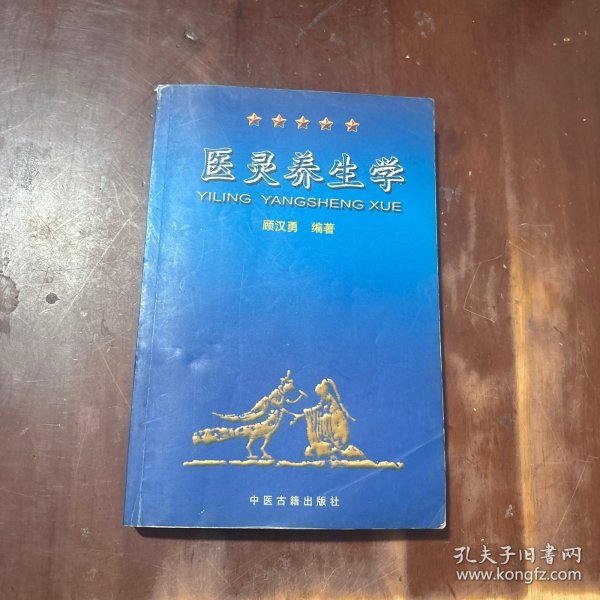 医灵养生学
YILING YANGSHENG XUE
顾汉勇 编著
中医古籍出版社
孔夫子旧书网
www.kongfz.com